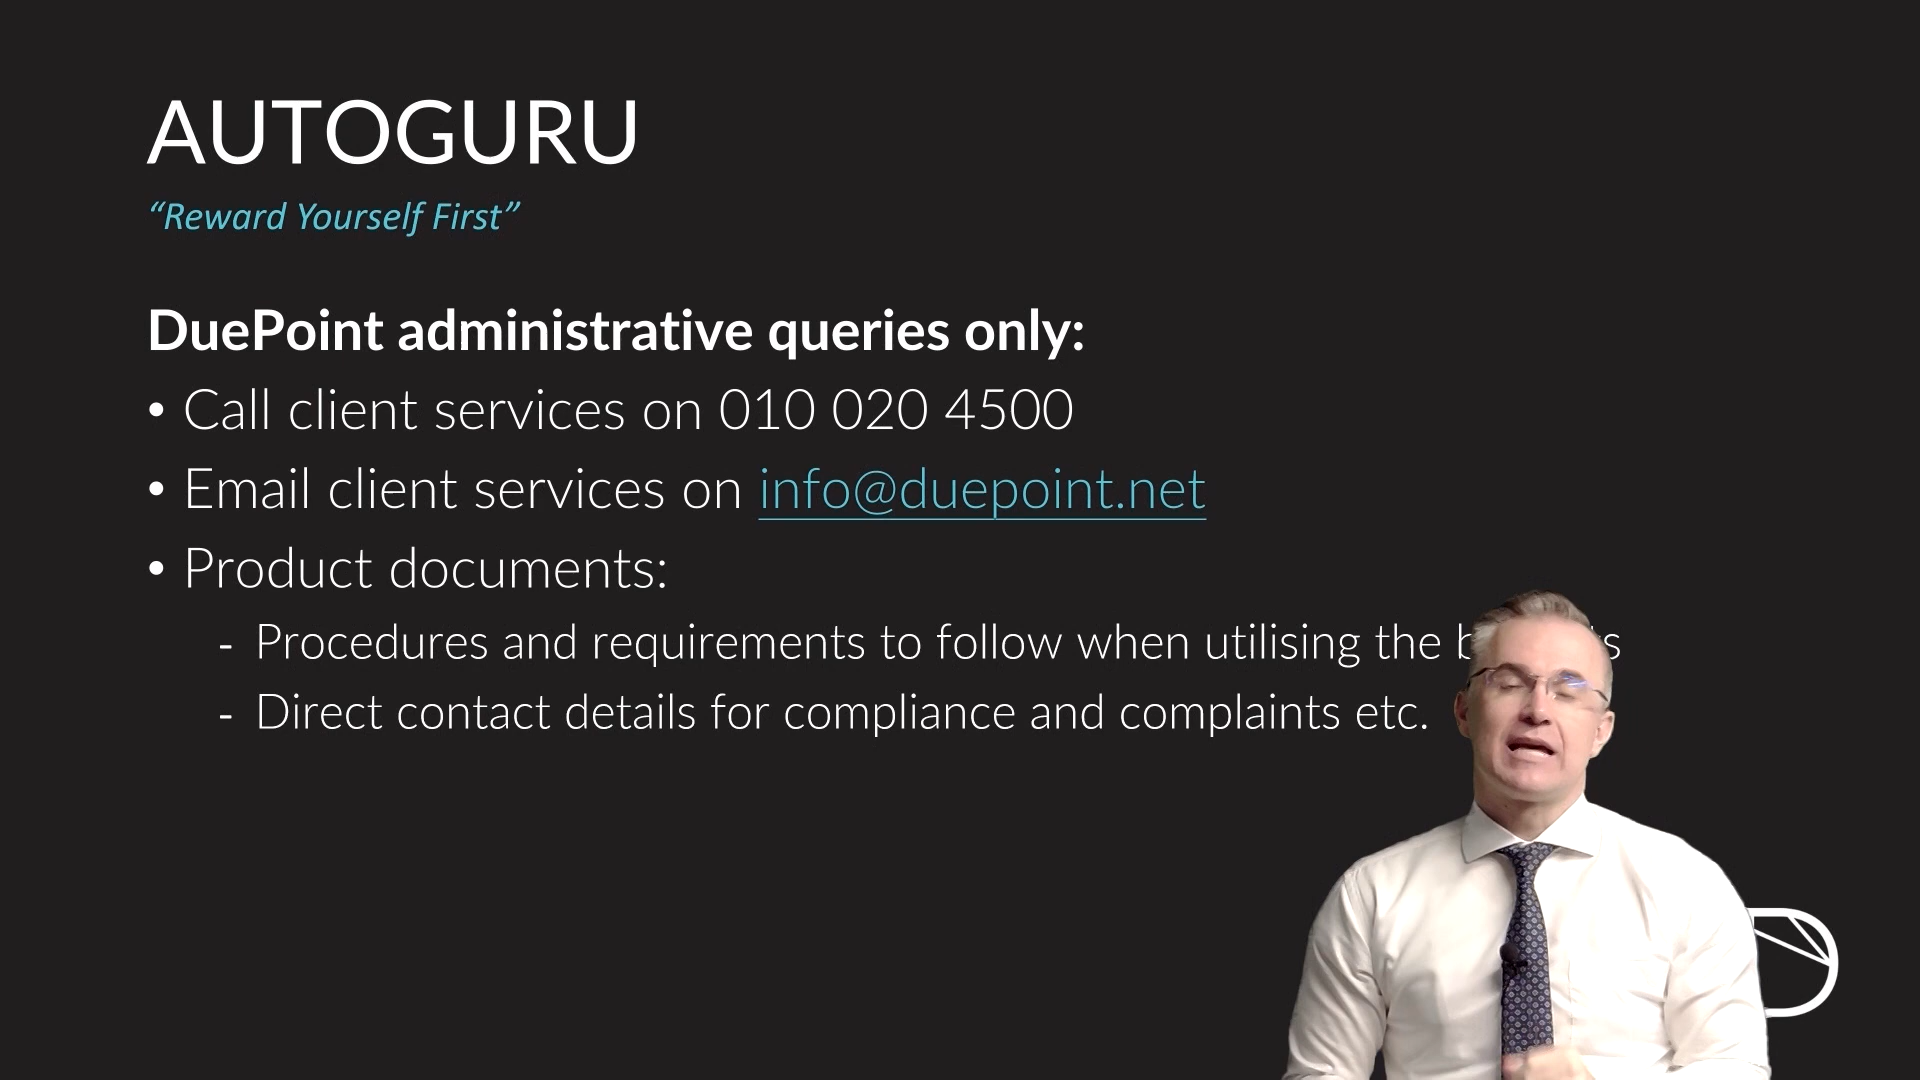 AUTOGURU
“Reward Yourself First”
DuePoint administrative queries only:
• Call client services on 010 020 4500
• Email client services on info@duepoint.net
• Product documents:
- Procedures and requirements to follow when utilising the
- Direct contact details for compliance and complaints etc.